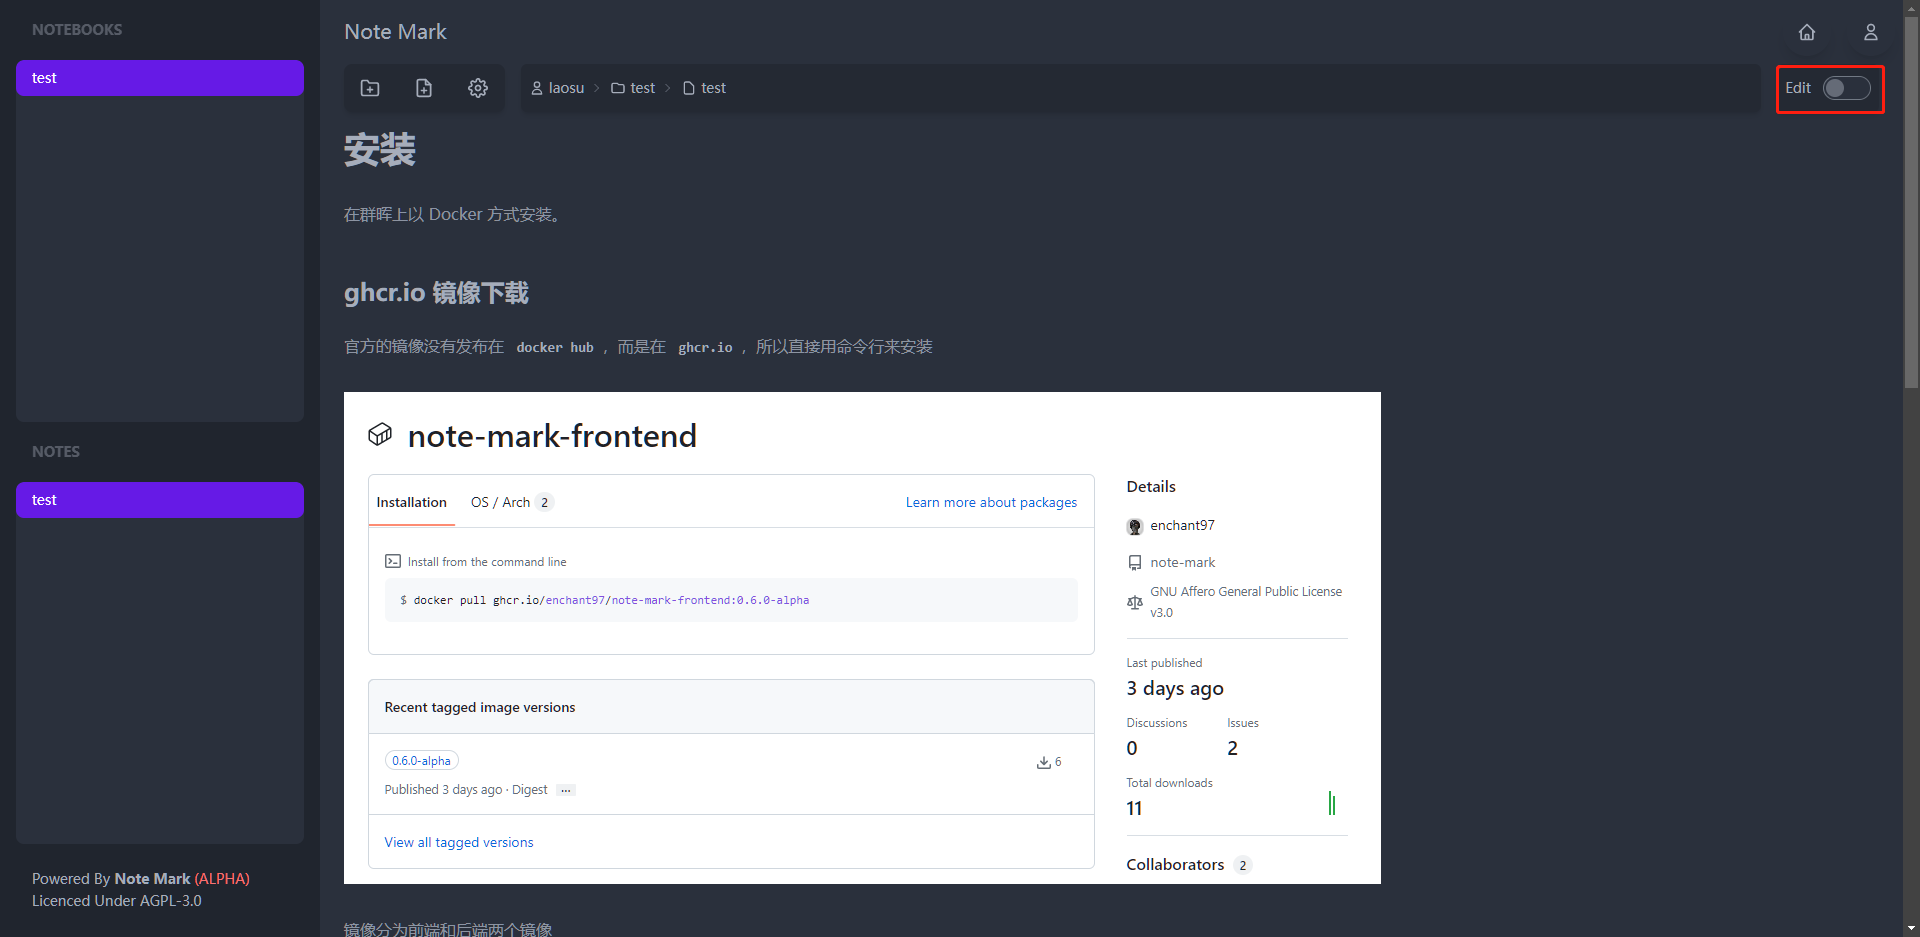 NOTEBOOKS
test
NOTES
test
Powered By Note Mark (ALPHA)
Licenced Under AGPL-3.0
Note Mark
laosu > test > test
Edit
安装
在群晖上以 Docker 方式安装。
ghcr.io 镜像下载
官方的镜像没有发布在 docker hub ，而是在 ghcr.io ，所以直接用命令行来安装
note-mark-frontend
Installation OS / Arch 2 Learn more about packages
Install from the command line
$ docker pull ghcr.io/enchant97/note-mark-frontend:0.6.0-alpha
Recent tagged image versions
0.6.0-alpha 6
Published 3 days ago · Digest ...
View all tagged versions
Details
enchant97
note-mark
GNU Affero General Public License
v3.0
Last published
3 days ago
Discussions Issues
0 2
Total downloads
11
Collaborators 2
镜像分为前端和后端两个镜像